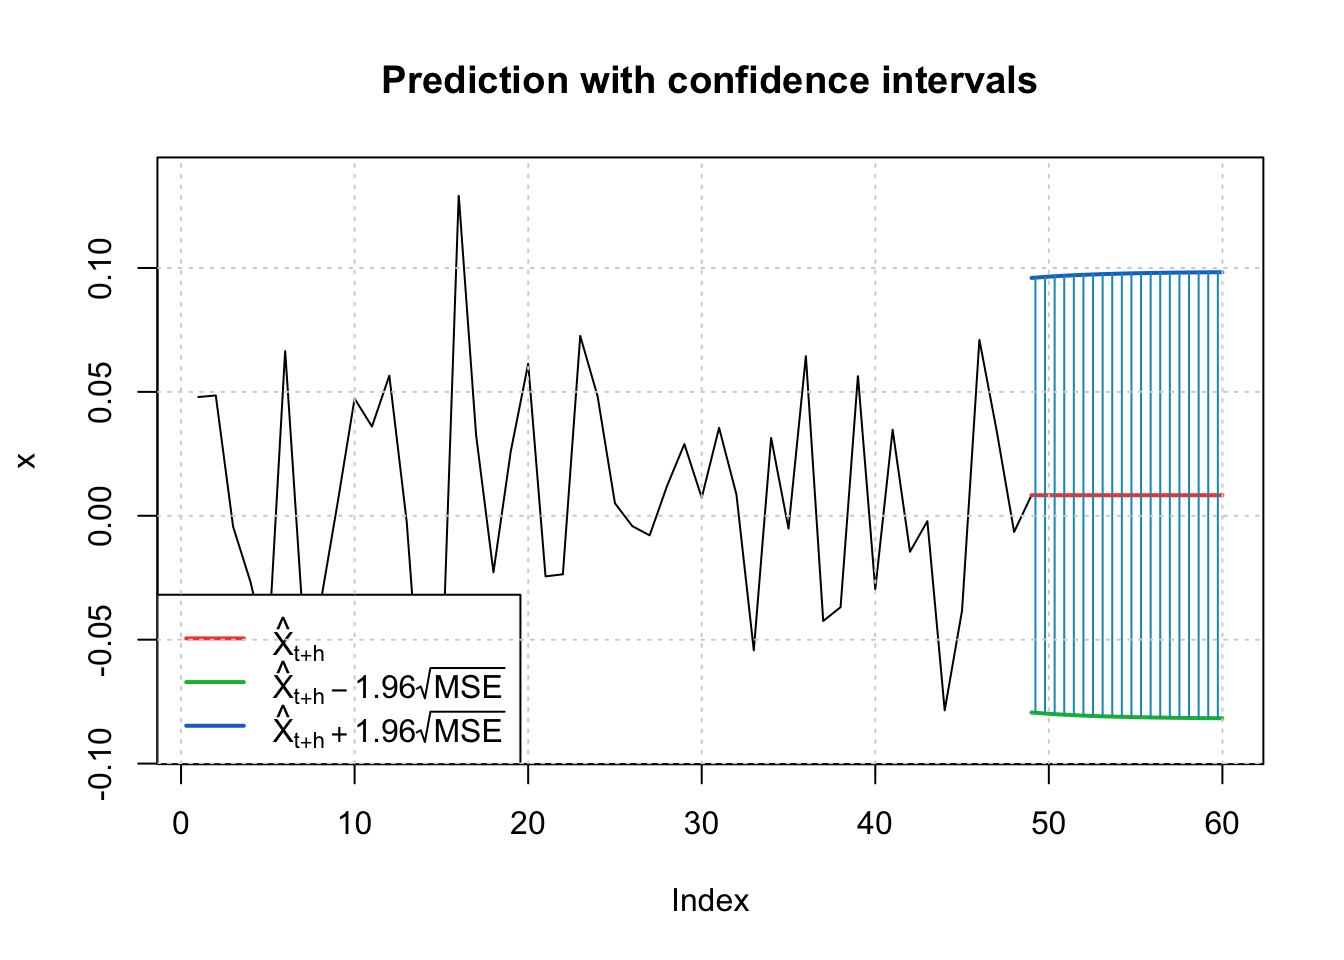 Prediction with confidence intervals
x
0.10
0.05
0.00
-0.05
-0.10
X̂t+h
X̂t+h − 1.96√MSE
X̂t+h + 1.96√MSE
0 10 20 30 40 50 60
Index